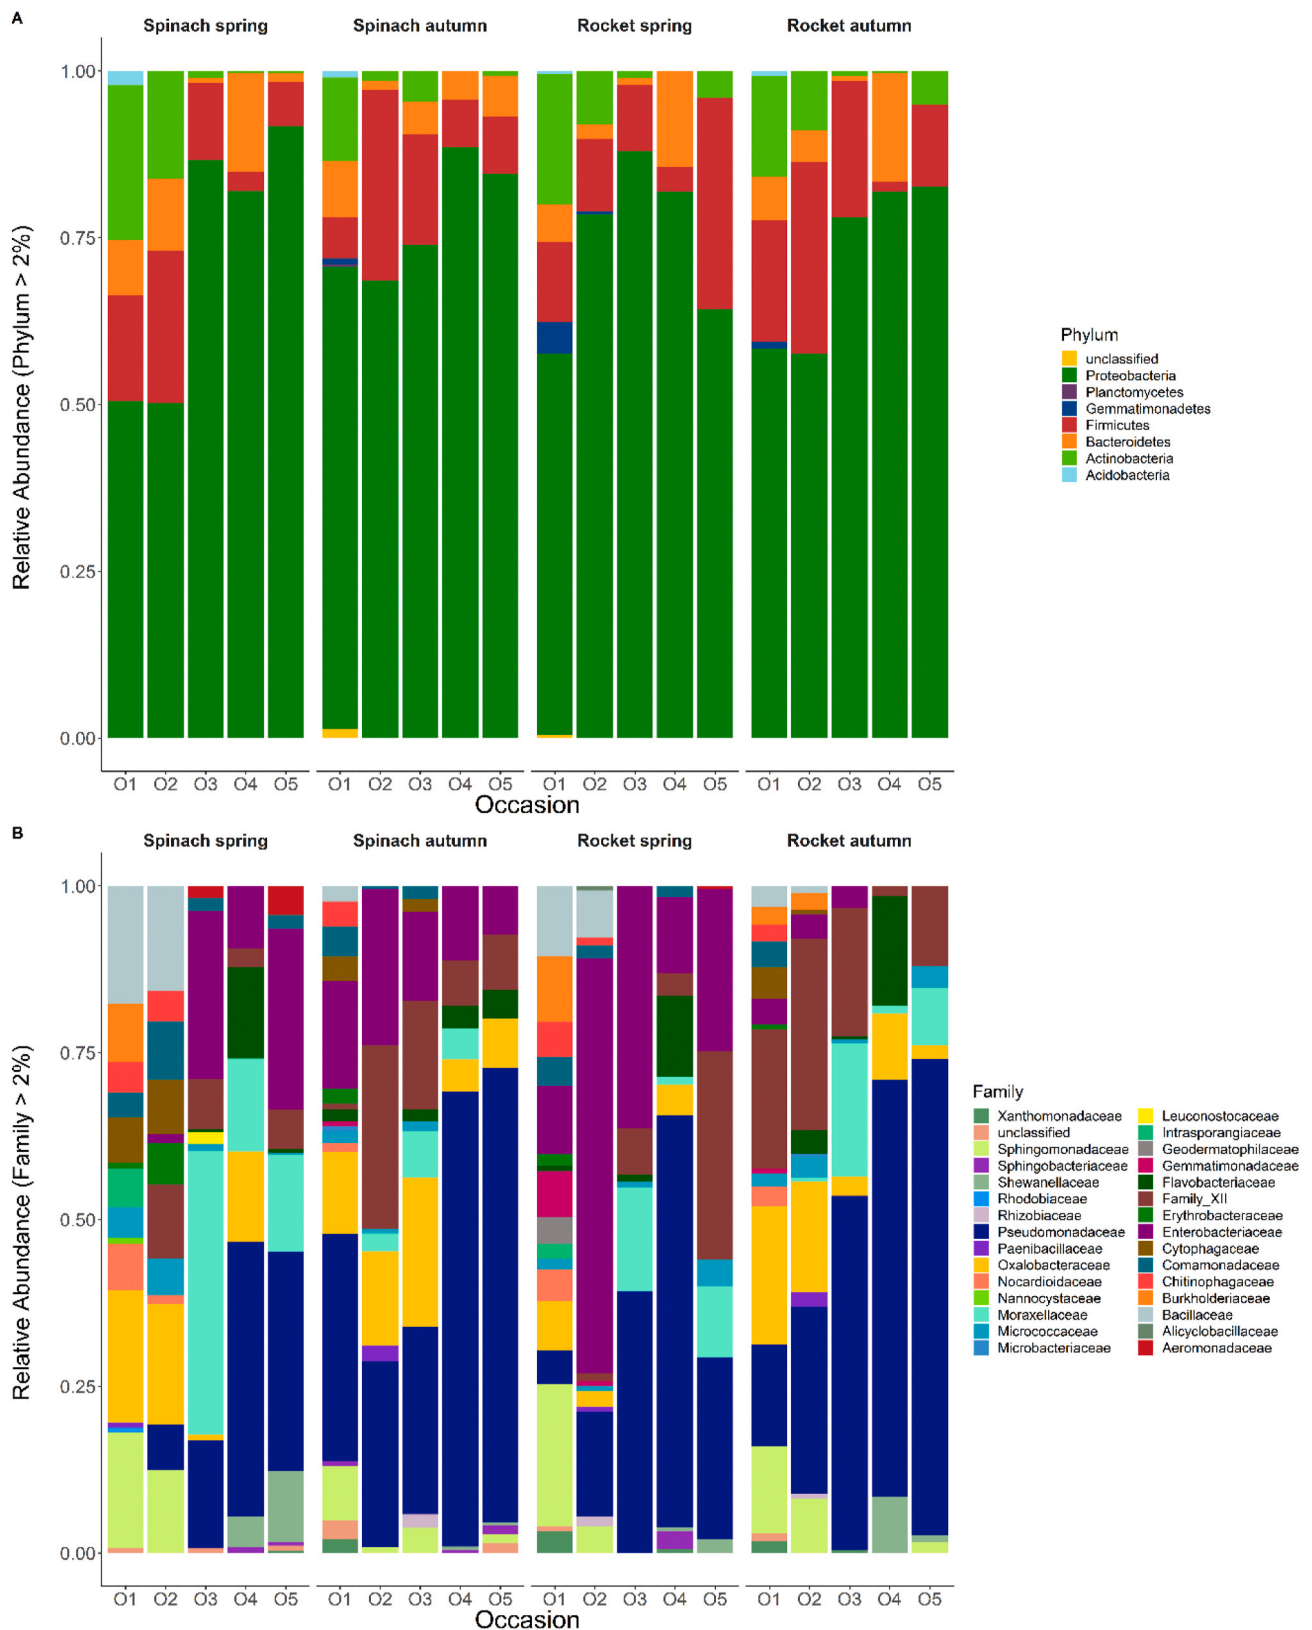 A
Spinach spring
Spinach autumn
Rocket spring
Rocket autumn
Relative Abundance (Phylum > 2%)
1.00
0.75
0.50
0.25
0.00
O1 O2 O3 O4 O5 O1 O2 O3 O4 O5 O1 O2 O3 O4 O5 O1 O2 O3 O4 O5
Occasion
Phylum
unclassified
Proteobacteria
Planctomycetes
Gemmatimonadetes
Firmicutes
Bacteroidetes
Actinobacteria
Acidobacteria
B
Spinach spring
Spinach autumn
Rocket spring
Rocket autumn
Relative Abundance (Family > 2%)
1.00
0.75
0.50
0.25
0.00
O1 O2 O3 O4 O5 O1 O2 O3 O4 O5 O1 O2 O3 O4 O5 O1 O2 O3 O4 O5
Occasion
Family
Xanthomonadaceae
unclassified
Sphingomonadaceae
Sphingobacteriaceae
Shewanellaceae
Rhodobiaceae
Rhizobiaceae
Pseudomonadaceae
Paenibacillaceae
Oxalobacteraceae
Nocardioidaceae
Nannocystaceae
Moraxellaceae
Micrococcaceae
Microbacteriaceae
Leuconostocaceae
Intrasporangiaceae
Geodermatophilaceae
Gemmatimonadaceae
Flavobacteriaceae
Family_XII
Erythrobacteraceae
Enterobacteriaceae
Cytophagaceae
Comamonadaceae
Chitinophagaceae
Burkholderiaceae
Bacillaceae
Alicyclobacillaceae
Aeromonadaceae